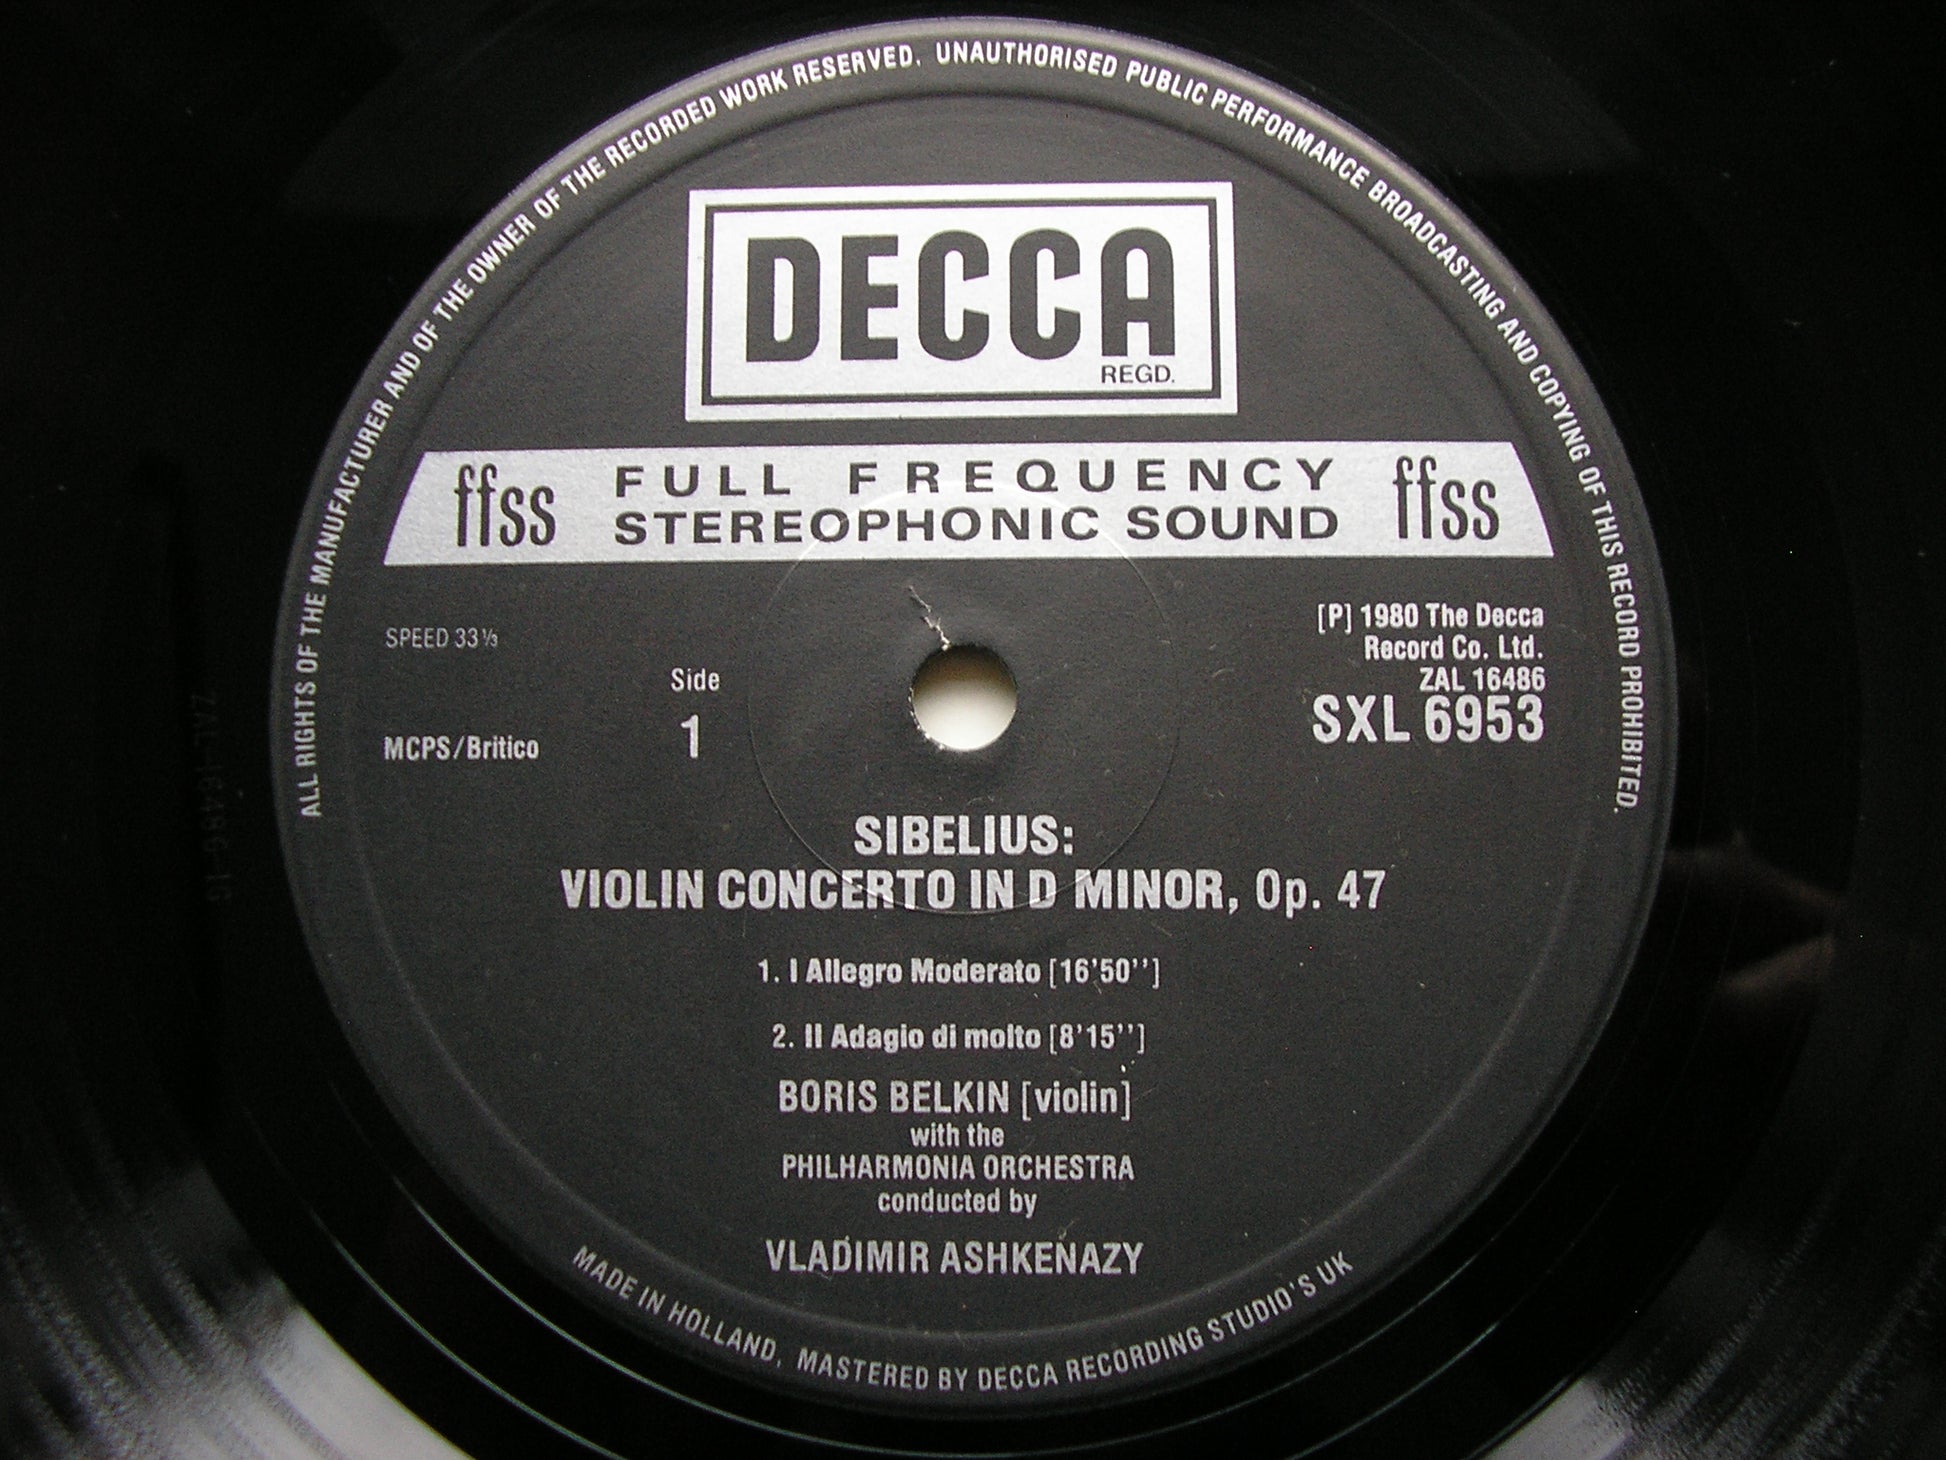 ALL RIGHTS OF THE MANUFACTURER AND OF THE OWNER OF THE RECORDED WORK RESERVED. UNAUTHORISED PUBLIC PERFORMANCE BROADCASTING AND COPYING OF THIS RECORD PROHIBITED.
DECCA
REGD.
ffss FULL FREQUENCY STEREOPHONIC SOUND ffss
SPEED 33⅓
[P] 1980 The Decca
Record Co. Ltd.
ZAL 16486
SXL 6953
Side
1
MCPS/Britico
SIBELIUS:
VIOLIN CONCERTO IN D MINOR, Op. 47
1. I Allegro Moderato [16'50'']
2. II Adagio di molto [8'15'']
BORIS BELKIN [violin]
with the
PHILHARMONIA ORCHESTRA
conducted by
VLADIMIR ASHKENAZY
MADE IN HOLLAND, MASTERED BY DECCA RECORDING STUDIO'S UK
ZAL-16486-1G